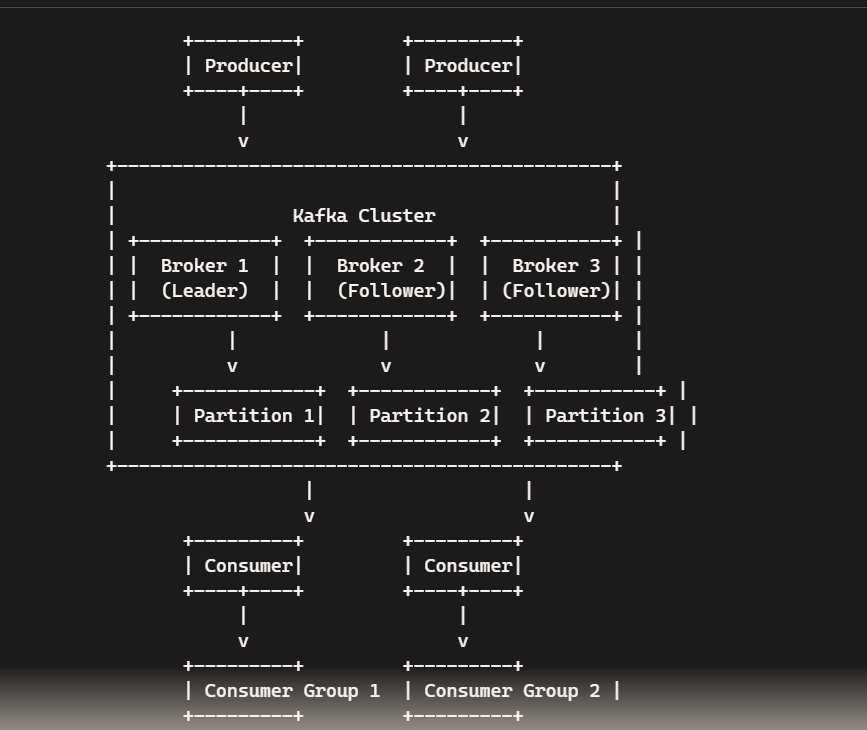 +---------+         +---------+
| Producer|         | Producer|
+----+----+         +----+----+
|                   |
v                   v
+---------------------------------------------+
|                                             |
|                Kafka Cluster                |
| +------------+  +------------+  +-----------+ |
| |  Broker 1  |  |  Broker 2  |  |  Broker 3 | |
| |  (Leader)  |  |  (Follower)|  | (Follower)| |
| +------------+  +------------+  +-----------+ |
|          |             |             |        |
|          v             v             v        |
|     +------------+  +------------+  +-----------+ |
|     | Partition 1|  | Partition 2|  | Partition 3| |
|     +------------+  +------------+  +-----------+ |
+---------------------------------------------+
|                   |
v                   v
+---------+         +---------+
| Consumer|         | Consumer|
+----+----+         +----+----+
|                   |
v                   v
+---------+         +---------+
| Consumer Group 1  | Consumer Group 2 |
+---------+         +---------+